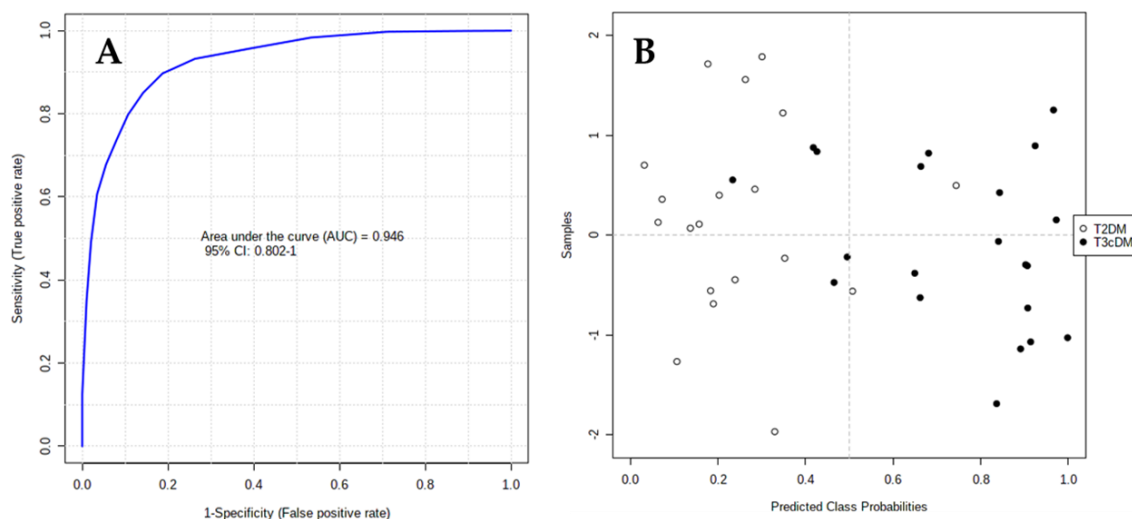 A
1.0
0.8
0.6
0.4
0.2
0.0
Sensitivity (True positive rate)
Area under the curve (AUC) = 0.946
95% CI: 0.802-1
0.0 0.2 0.4 0.6 0.8 1.0
1-Specificity (False positive rate)
B
2
1
0
-1
-2
Samples
T2DM
T3cDM
0.0 0.2 0.4 0.6 0.8 1.0
Predicted Class Probabilities